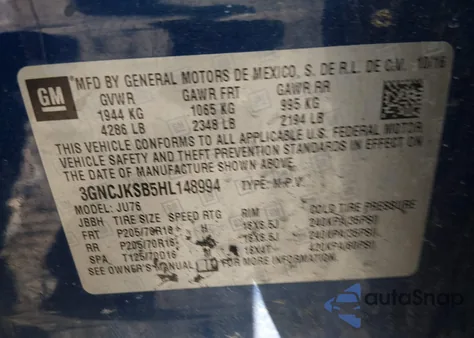 GM
MFD BY GENERAL MOTORS DE MEXICO, S. DE R.L. DE C.V. 10/16
GVWR GAWR FRT GAWR RR
1944 KG 1065 KG 995 KG
4286 LB 2348 LB 2194 LB
THIS VEHICLE CONFORMS TO ALL APPLICABLE U.S. FEDERAL MOTOR
VEHICLE SAFETY AND THEFT PREVENTION STANDARDS IN EFFECT ON
THE DATE OF MANUFACTURE SHOWN ABOVE.
3GNCJKSB5HL148994 TYPE: M.P.V.
MODEL: JU76
JBBH TIRE SIZE SPEED RTG RIM COLD TIRE PRESSURE
FRT P205/70R16 H 16X6.5J 240KPA(35PSI)
RR P205/70R16 H 16X6.5J 240KPA(35PSI)
SPA T125/70D16 16X4T 420KPA(60PSI)
SEE OWNER'S MANUAL FOR MORE INFORMATION.
autoSnap